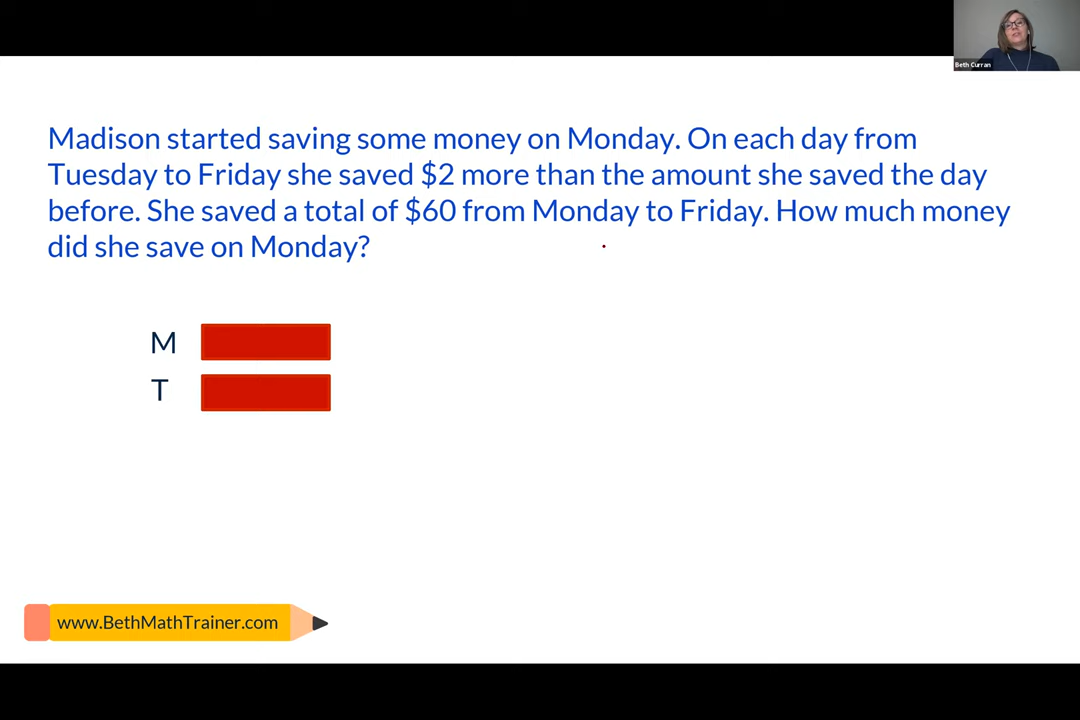 Beth Curran
Madison started saving some money on Monday. On each day from
Tuesday to Friday she saved $2 more than the amount she saved the day
before. She saved a total of $60 from Monday to Friday. How much money
did she save on Monday?
M
T
www.BethMathTrainer.com